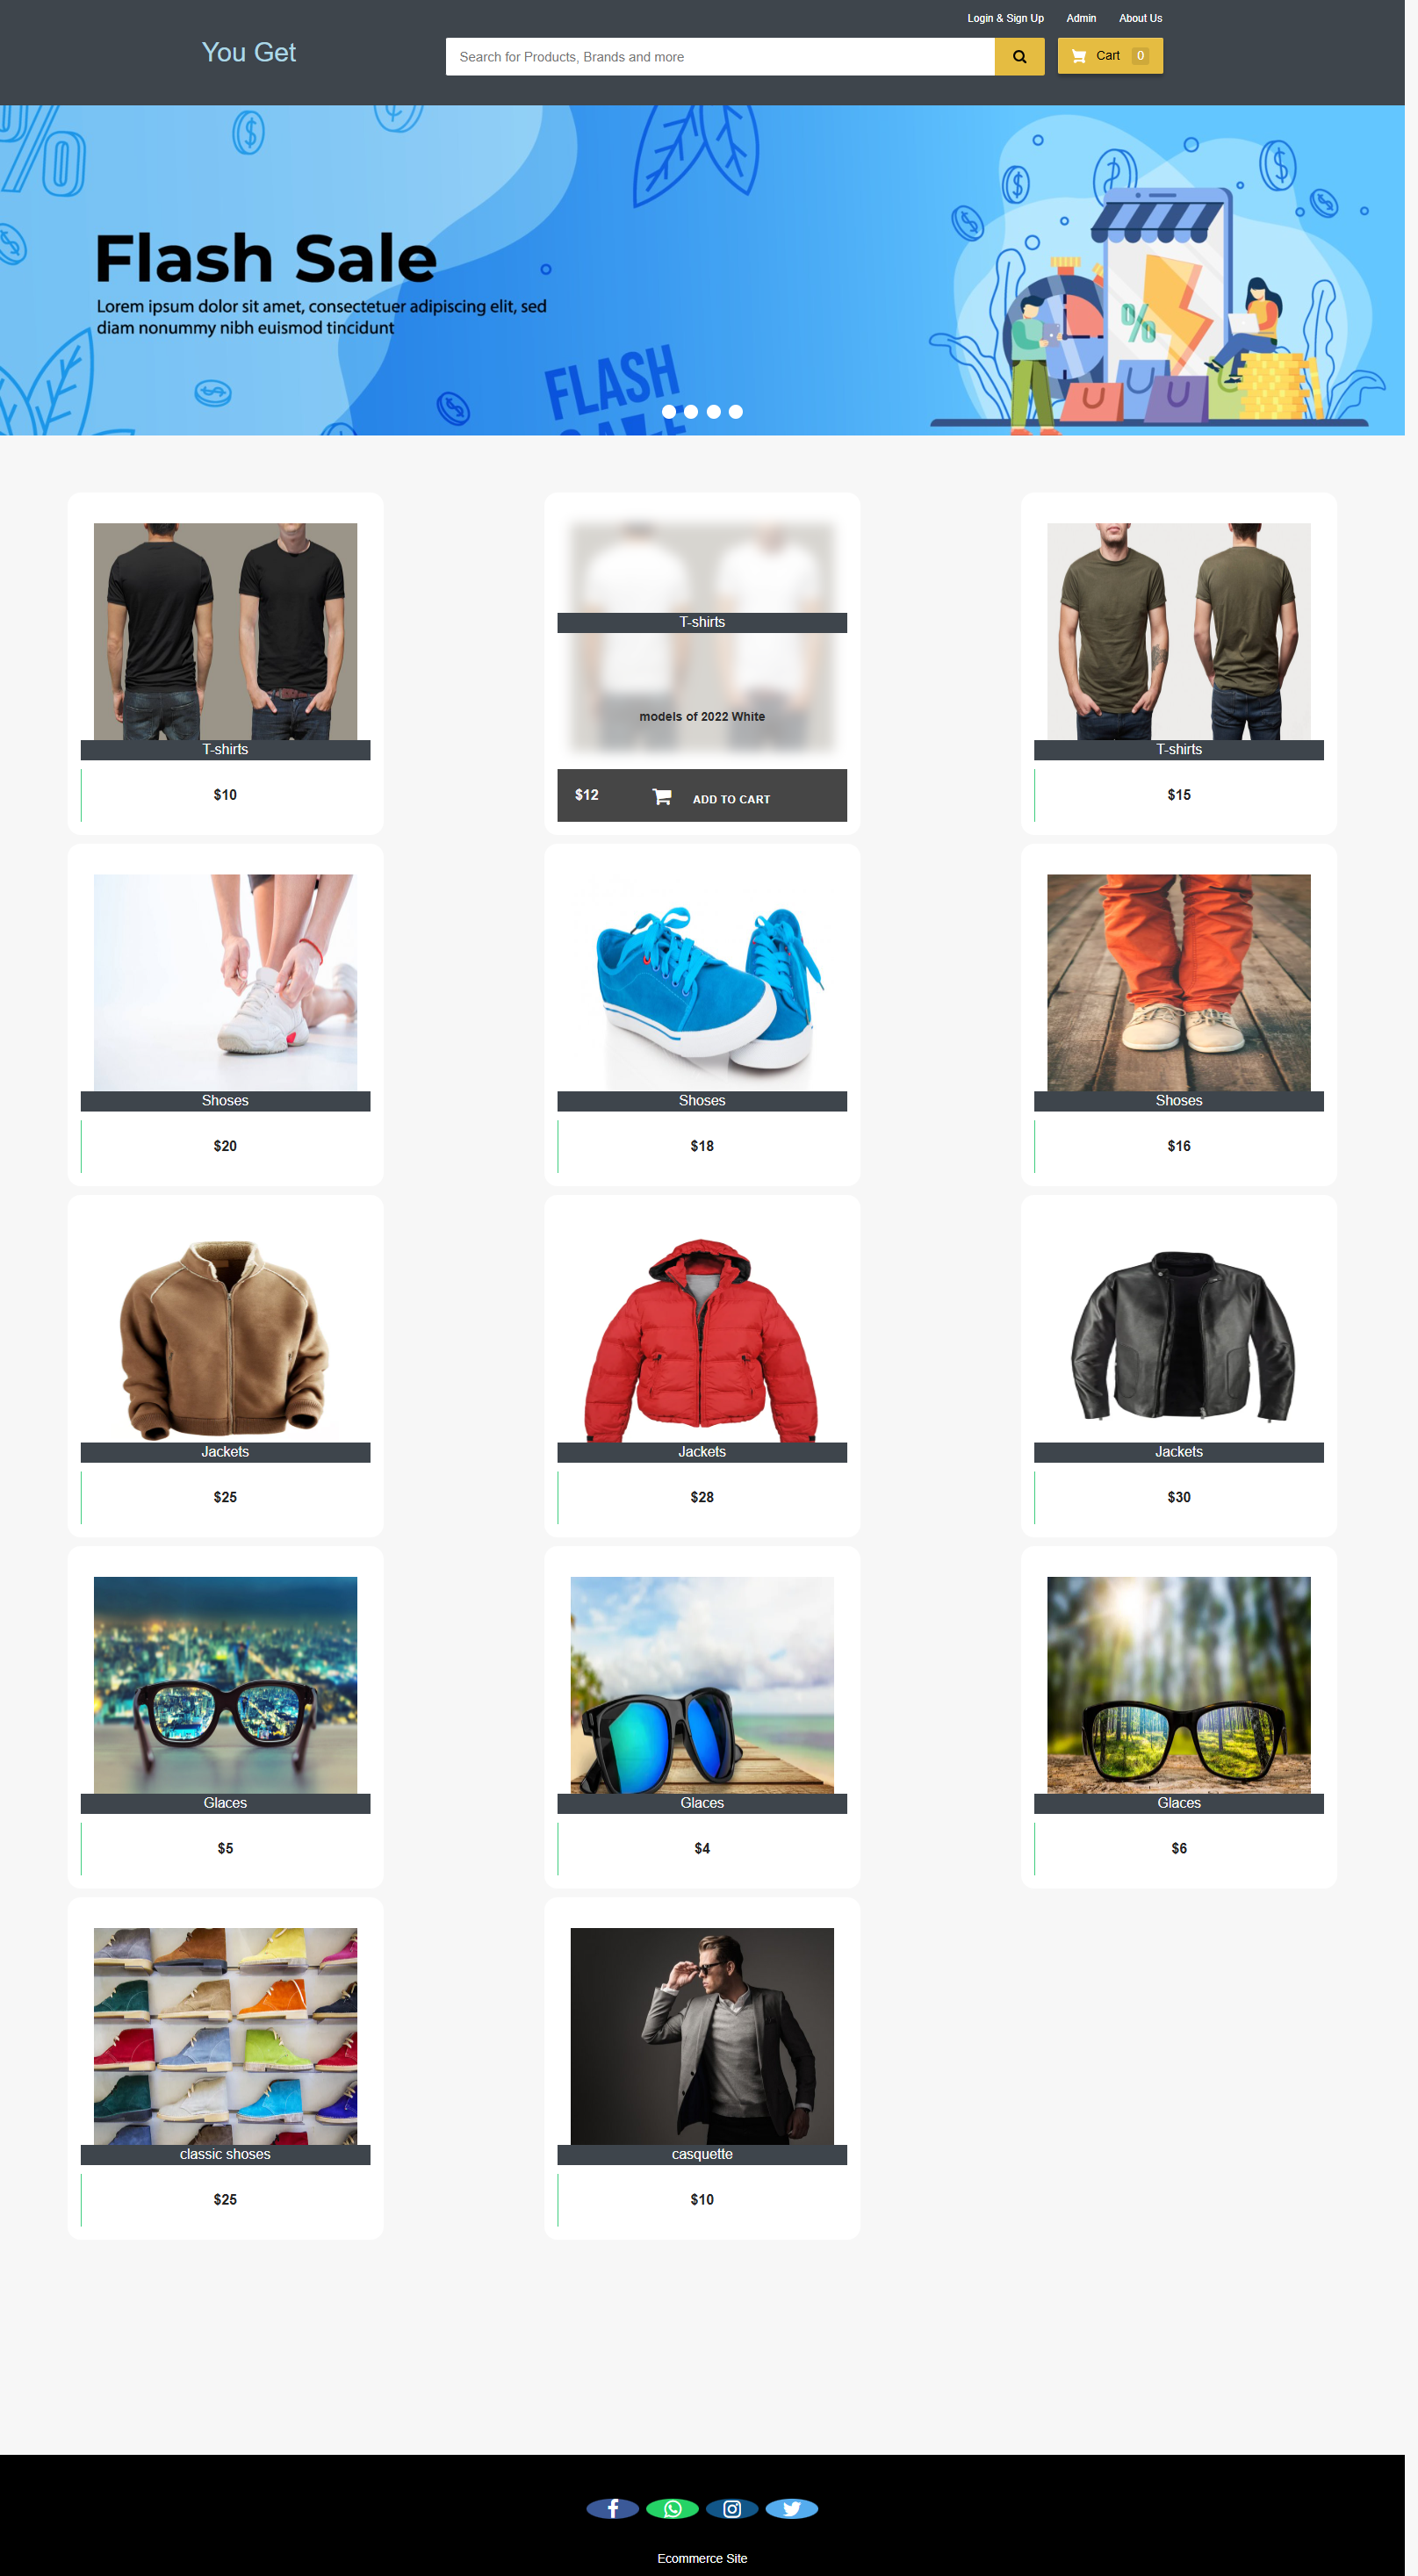 Login & Sign Up Admin About Us
You Get
Search for Products, Brands and more
Cart 0
Flash Sale
Lorem ipsum dolor sit amet, consectetuer adipiscing elit, sed
diam nonummy nibh euismod tincidunt
%
FLASH
SALE
T-shirts
$10
T-shirts
models of 2022 White
$12 ADD TO CART
T-shirts
$15
Shoses
$20
Shoses
$18
Shoses
$16
Jackets
$25
Jackets
$28
Jackets
$30
Glaces
$5
Glaces
$4
Glaces
$6
classic shoses
$25
casquette
$10
Ecommerce Site